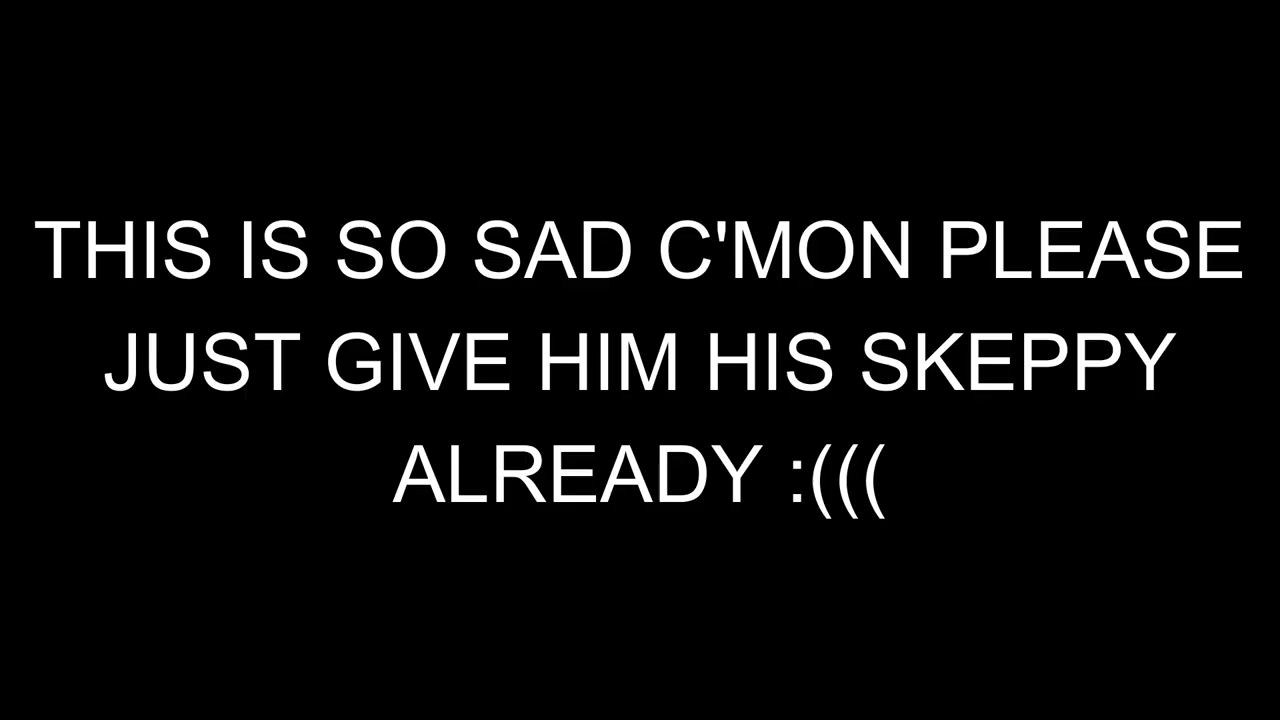 THIS IS SO SAD C'MON PLEASE
JUST GIVE HIM HIS SKEPPY
ALREADY :(((